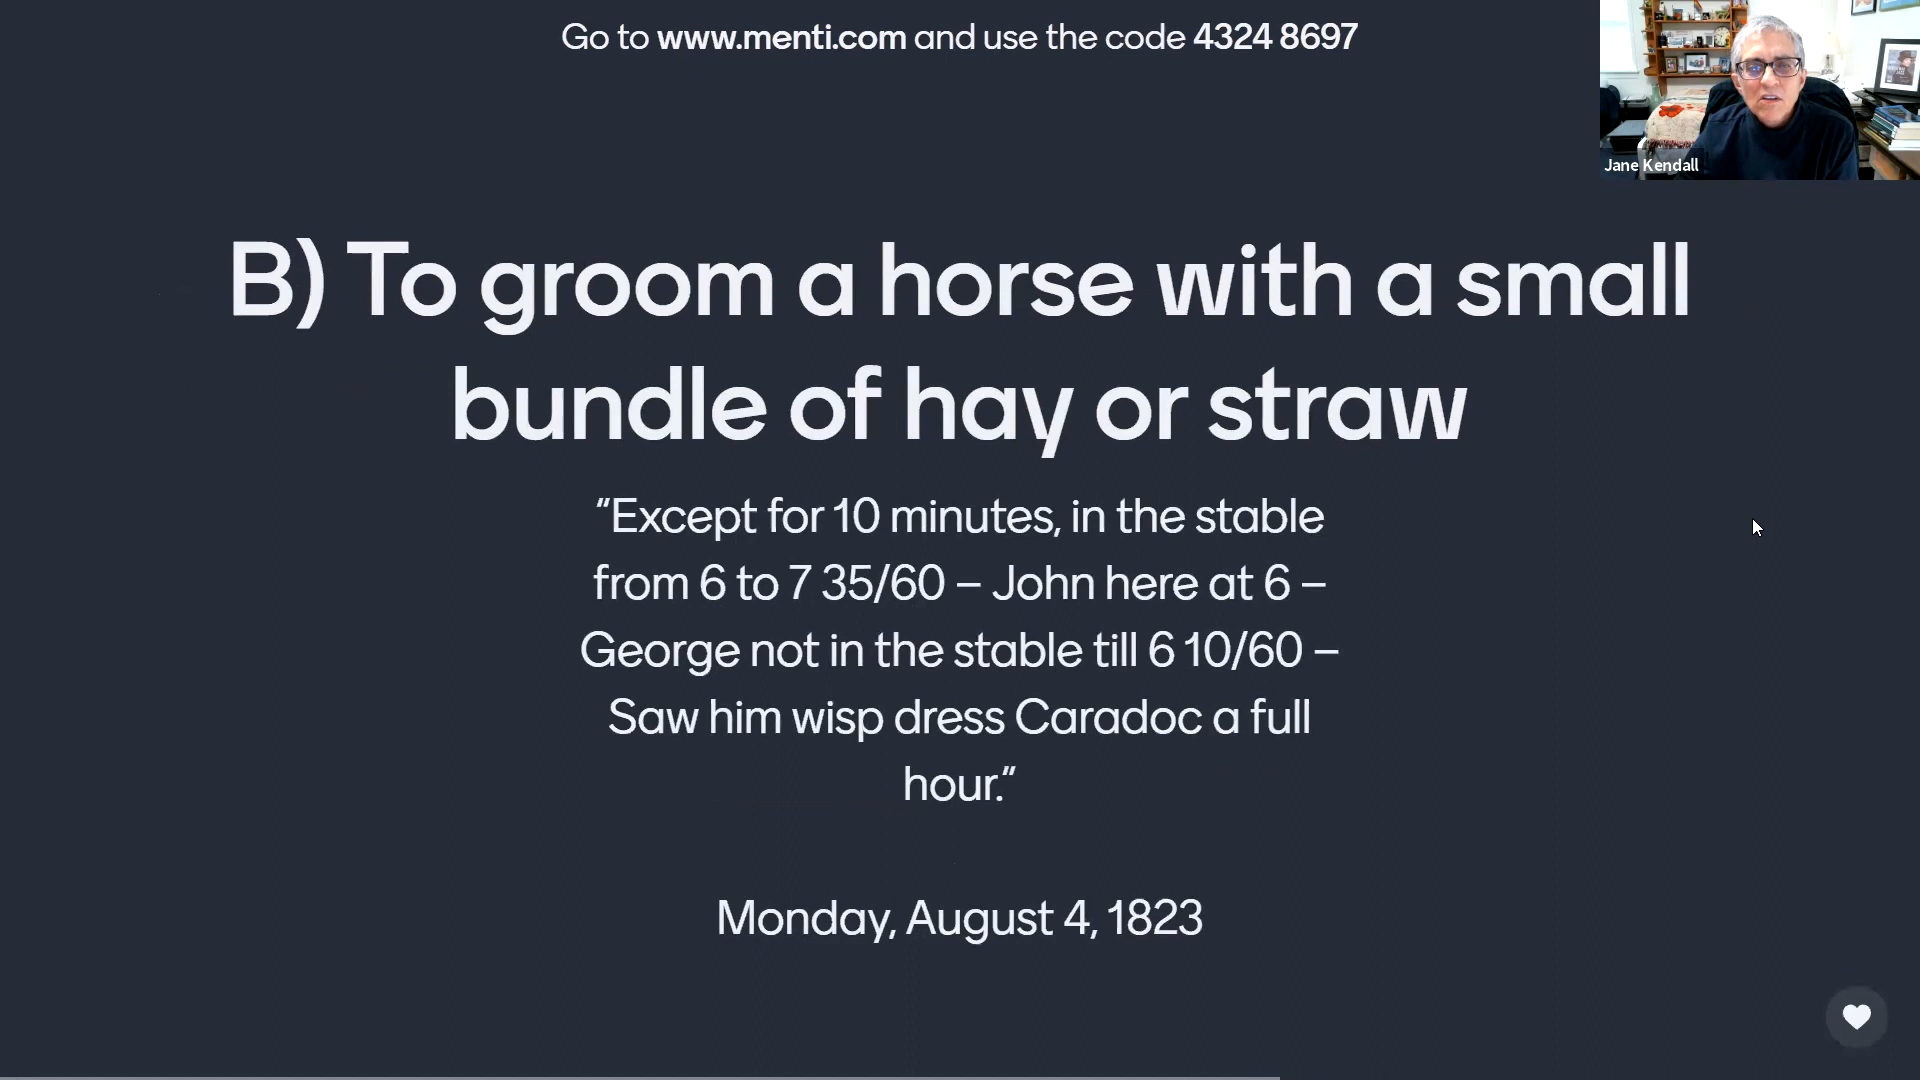 Go to www.menti.com and use the code 4324 8697
Jane Kendall
B) To groom a horse with a small
bundle of hay or straw
“Except for 10 minutes, in the stable
from 6 to 7 35/60 – John here at 6 –
George not in the stable till 6 10/60 –
Saw him wisp dress Caradoc a full
hour.”
Monday, August 4, 1823